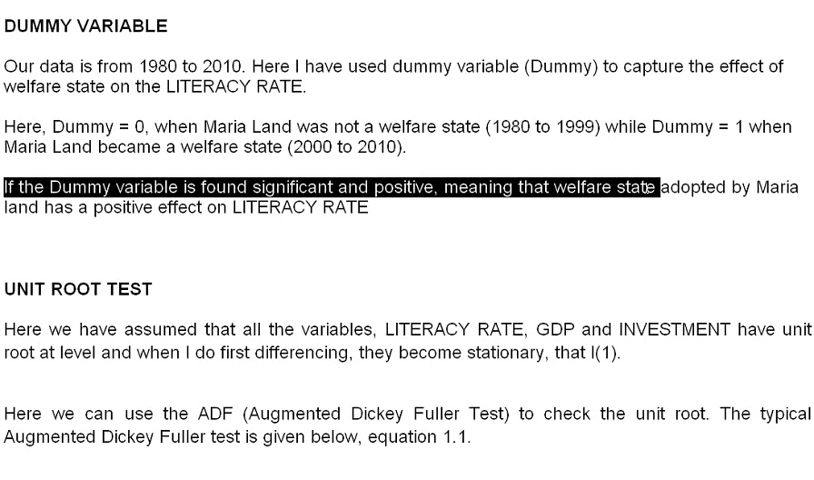 DUMMY VARIABLE
Our data is from 1980 to 2010. Here I have used dummy variable (Dummy) to capture the effect of
welfare state on the LITERACY RATE.
Here, Dummy = 0, when Maria Land was not a welfare state (1980 to 1999) while Dummy = 1 when
Maria Land became a welfare state (2000 to 2010).
If the Dummy variable is found significant and positive, meaning that welfare state adopted by Maria
land has a positive effect on LITERACY RATE
UNIT ROOT TEST
Here we have assumed that all the variables, LITERACY RATE, GDP and INVESTMENT have unit
root at level and when I do first differencing, they become stationary, that I(1).
Here we can use the ADF (Augmented Dickey Fuller Test) to check the unit root. The typical
Augmented Dickey Fuller test is given below, equation 1.1.